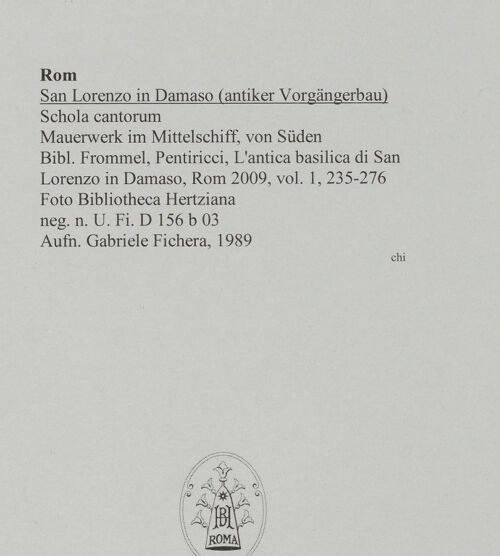 Rom
San Lorenzo in Damaso (antiker Vorgängerbau)
Schola cantorum
Mauerwerk im Mittelschiff, von Süden
Bibl. Frommel, Pentiricci, L'antica basilica di San
Lorenzo in Damaso, Rom 2009, vol. 1, 235-276
Foto Bibliotheca Hertziana
neg. n. U. Fi. D 156 b 03
Aufn. Gabriele Fichera, 1989
chi
BH
ROMA